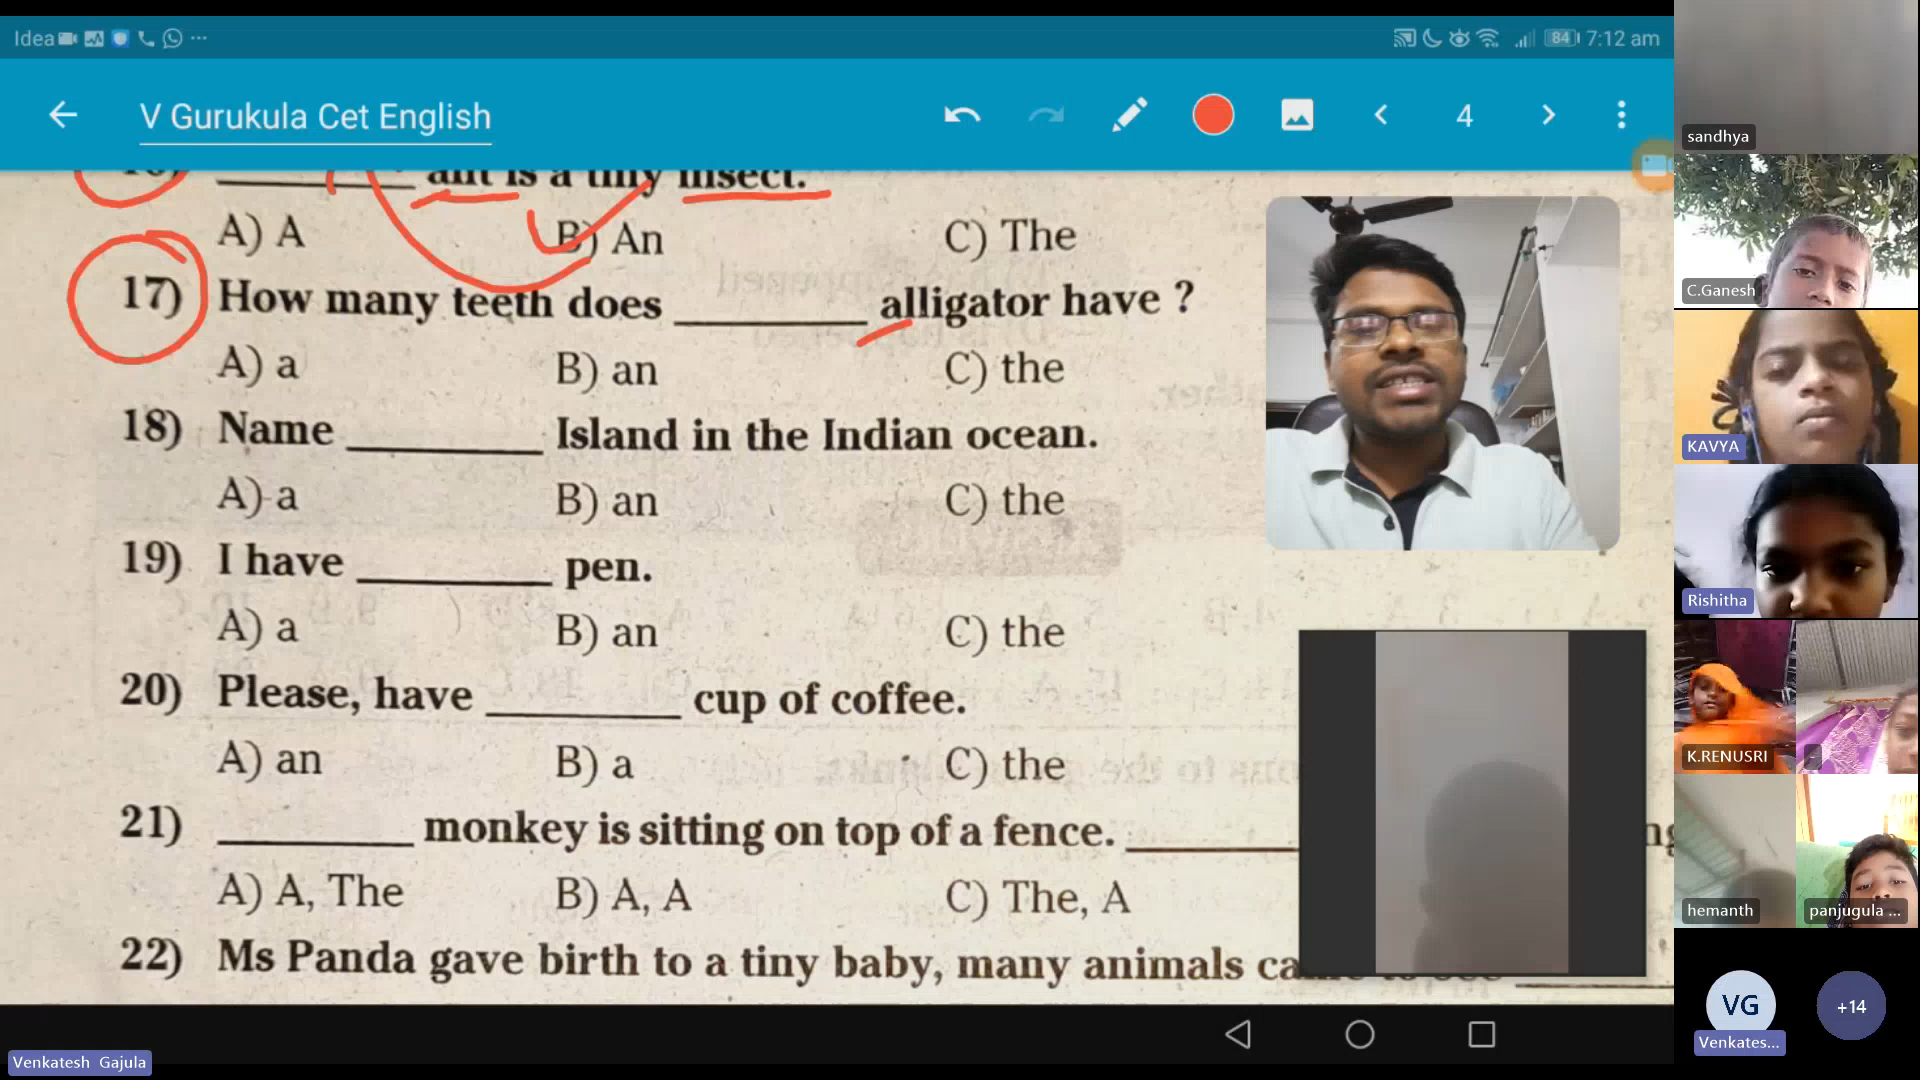 Idea 84 7:12 am
V Gurukula Cet English 4
ant is a tiny insect.
A) A B) An C) The
17) How many teeth does ________ alligator have ?
A) a B) an C) the
18) Name ________ Island in the Indian ocean.
A) a B) an C) the
19) I have ________ pen.
A) a B) an C) the
20) Please, have ________ cup of coffee.
A) an B) a C) the
21) ________ monkey is sitting on top of a fence. ________
A) A, The B) A, A C) The, A
22) Ms Panda gave birth to a tiny baby, many animals
Venkatesh Gajula
sandhya
C.Ganesh
KAVYA
Rishitha
K.RENUSRI
-
hemanth
panjugula ...
VG
Venkates...
+14